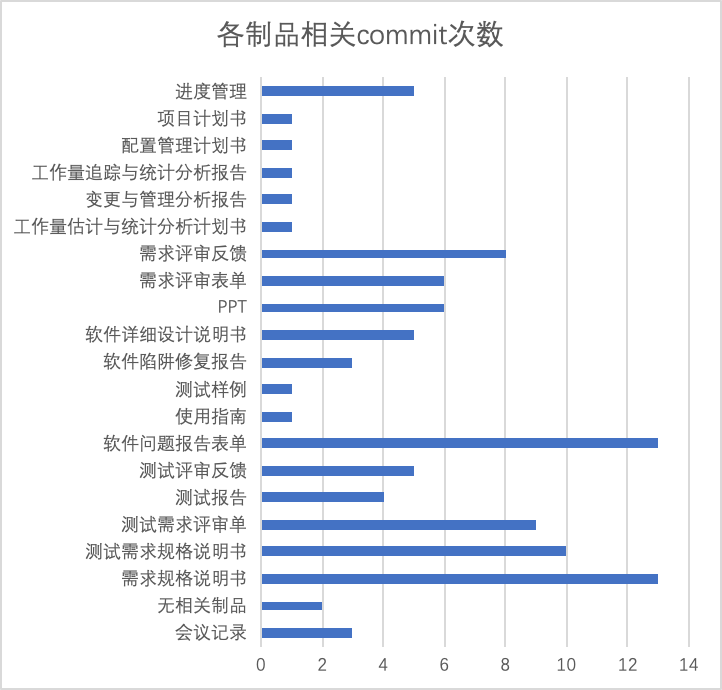 各制品相关commit次数
进度管理
项目计划书
配置管理计划书
工作量追踪与统计分析报告
变更与管理分析报告
工作量估计与统计分析计划书
需求评审反馈
需求评审表单
PPT
软件详细设计说明书
软件陷阱修复报告
测试样例
使用指南
软件问题报告表单
测试评审反馈
测试报告
测试需求评审单
测试需求规格说明书
需求规格说明书
无相关制品
会议记录
0 2 4 6 8 10 12 14